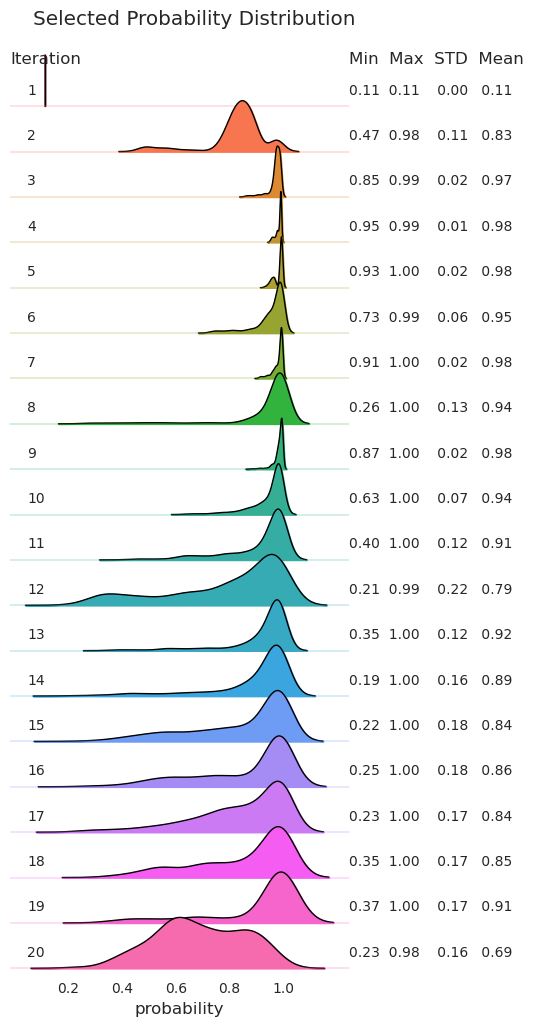 Selected Probability Distribution
Iteration Min Max STD Mean
1 0.11 0.11 0.00 0.11
2 0.47 0.98 0.11 0.83
3 0.85 0.99 0.02 0.97
4 0.95 0.99 0.01 0.98
5 0.93 1.00 0.02 0.98
6 0.73 0.99 0.06 0.95
7 0.91 1.00 0.02 0.98
8 0.26 1.00 0.13 0.94
9 0.87 1.00 0.02 0.98
10 0.63 1.00 0.07 0.94
11 0.40 1.00 0.12 0.91
12 0.21 0.99 0.22 0.79
13 0.35 1.00 0.12 0.92
14 0.19 1.00 0.16 0.89
15 0.22 1.00 0.18 0.84
16 0.25 1.00 0.18 0.86
17 0.23 1.00 0.17 0.84
18 0.35 1.00 0.17 0.85
19 0.37 1.00 0.17 0.91
20 0.23 0.98 0.16 0.69
0.2 0.4 0.6 0.8 1.0
probability